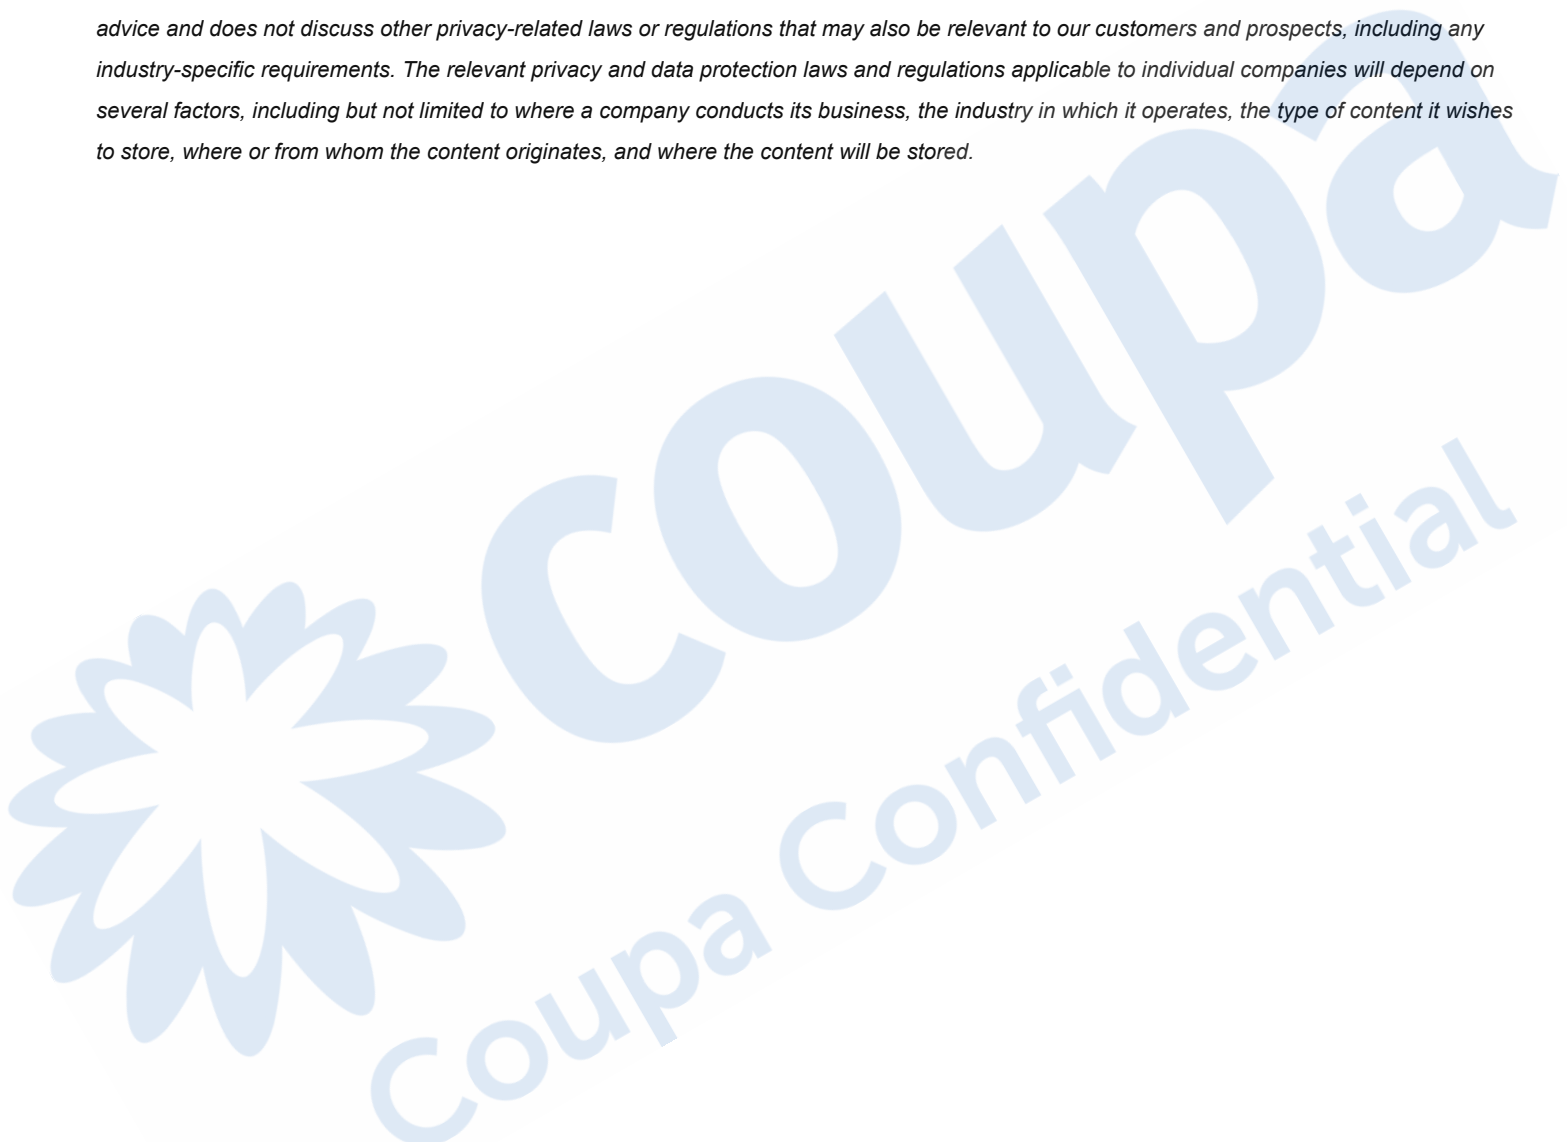 advice and does not discuss other privacy-related laws or regulations that may also be relevant to our customers and prospects, including any
industry-specific requirements. The relevant privacy and data protection laws and regulations applicable to individual companies will depend on
several factors, including but not limited to where a company conducts its business, the industry in which it operates, the type of content it wishes
to store, where or from whom the content originates, and where the content will be stored.
coupa
Coupa Confidential